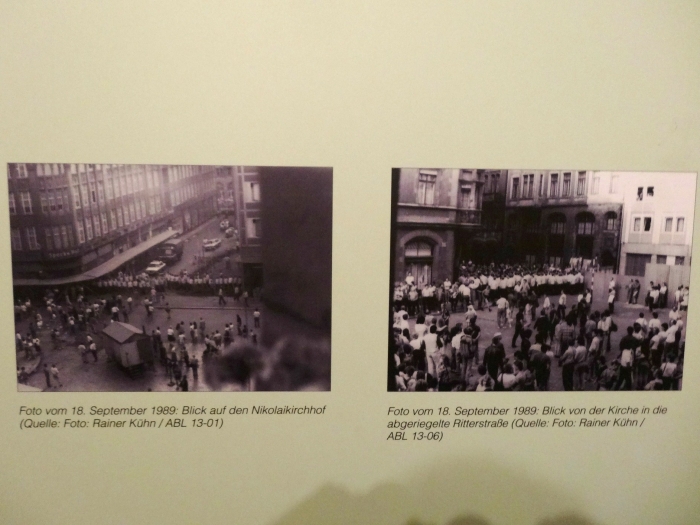 Foto vom 18. September 1989: Blick auf den Nikolaikirchhof
(Quelle: Foto: Rainer Kühn / ABL 13-01)
Foto vom 18. September 1989: Blick von der Kirche in die
abgeriegelte Ritterstraße (Quelle: Foto: Rainer Kühn /
ABL 13-06)